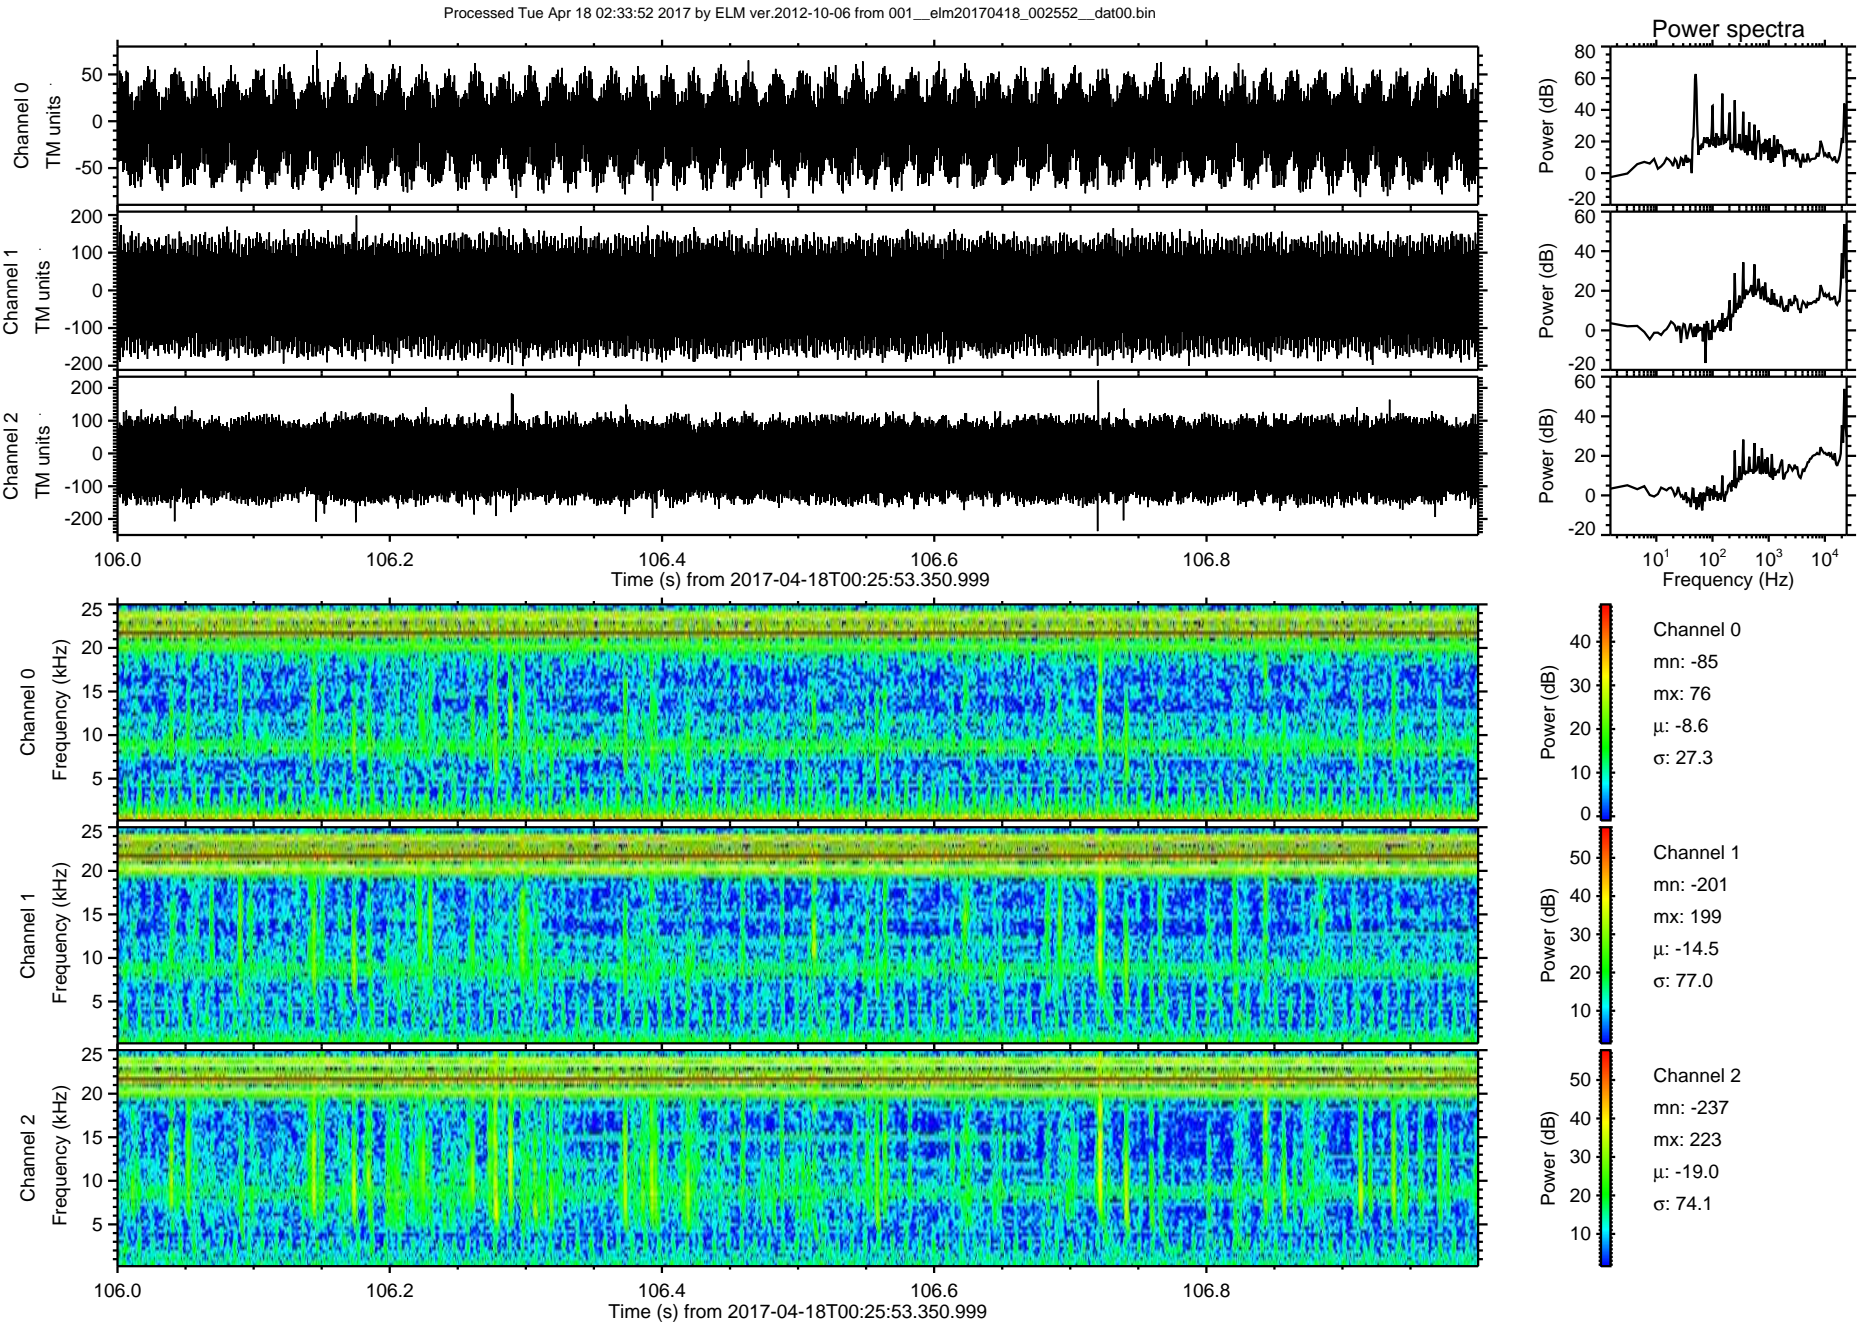 Processed Tue Apr 18 02:33:52 2017 by ELM ver.2012-10-06 from 001__elm20170418_002552__dat00.bin
Power spectra
Channel 0
TM units
50
0
-50
Power (dB)
80
60
40
20
0
-20
Channel 1
TM units
200
100
0
-100
-200
Power (dB)
60
40
20
0
-20
Channel 2
TM units
200
100
0
-100
-200
Power (dB)
60
40
20
0
-20
106.0 106.2 106.4 106.6 106.8
Time (s) from 2017-04-18T00:25:53.350.999
10^1 10^2 10^3 10^4
Frequency (Hz)
Channel 0
Frequency (kHz)
25
20
15
10
5
Power (dB)
40
30
20
10
0
Channel 0
mn: -85
mx: 76
μ: -8.6
σ: 27.3
Channel 1
Frequency (kHz)
25
20
15
10
5
Power (dB)
50
40
30
20
10
Channel 1
mn: -201
mx: 199
μ: -14.5
σ: 77.0
Channel 2
Frequency (kHz)
25
20
15
10
5
Power (dB)
50
40
30
20
10
Channel 2
mn: -237
mx: 223
μ: -19.0
σ: 74.1
106.0 106.2 106.4 106.6 106.8
Time (s) from 2017-04-18T00:25:53.350.999